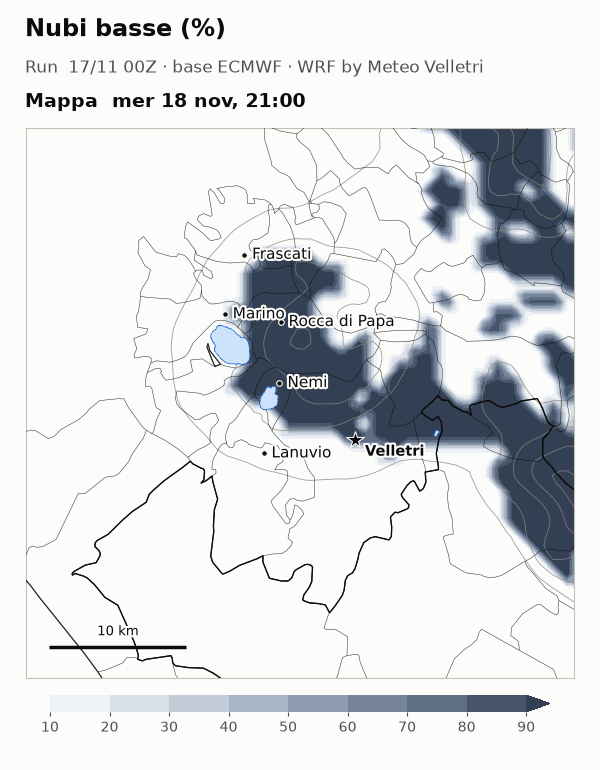 Nubi basse (%)
Run  17/11 00Z · base ECMWF · WRF by Meteo Velletri
Mappa  mer 18 nov, 21:00
Frascati
Marino
Rocca di Papa
Nemi
Velletri
Lanuvio
10 km
10 20 30 40 50 60 70 80 90